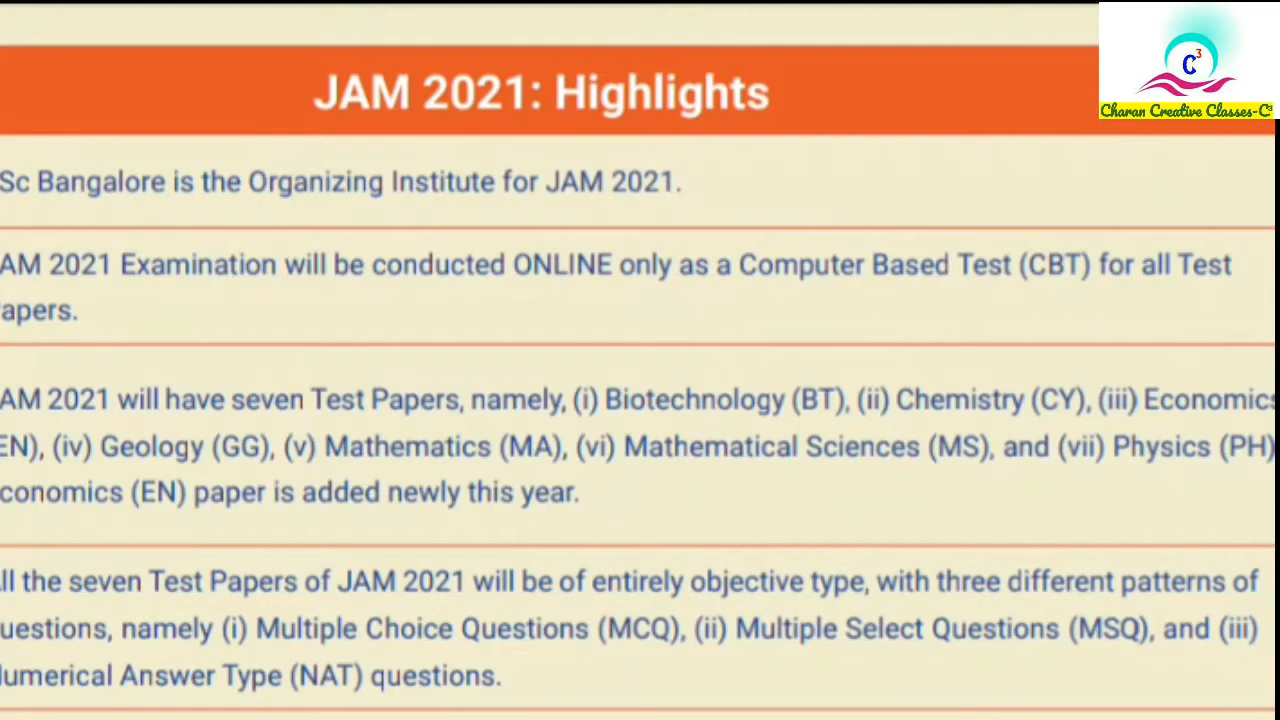 JAM 2021: Highlights
C3
Charan Creative Classes-C3
Sc Bangalore is the Organizing Institute for JAM 2021.
AM 2021 Examination will be conducted ONLINE only as a Computer Based Test (CBT) for all Test
apers.
AM 2021 will have seven Test Papers, namely, (i) Biotechnology (BT), (ii) Chemistry (CY), (iii) Economics
EN), (iv) Geology (GG), (v) Mathematics (MA), (vi) Mathematical Sciences (MS), and (vii) Physics (PH)
conomics (EN) paper is added newly this year.
ll the seven Test Papers of JAM 2021 will be of entirely objective type, with three different patterns of
uestions, namely (i) Multiple Choice Questions (MCQ), (ii) Multiple Select Questions (MSQ), and (iii)
umerical Answer Type (NAT) questions.